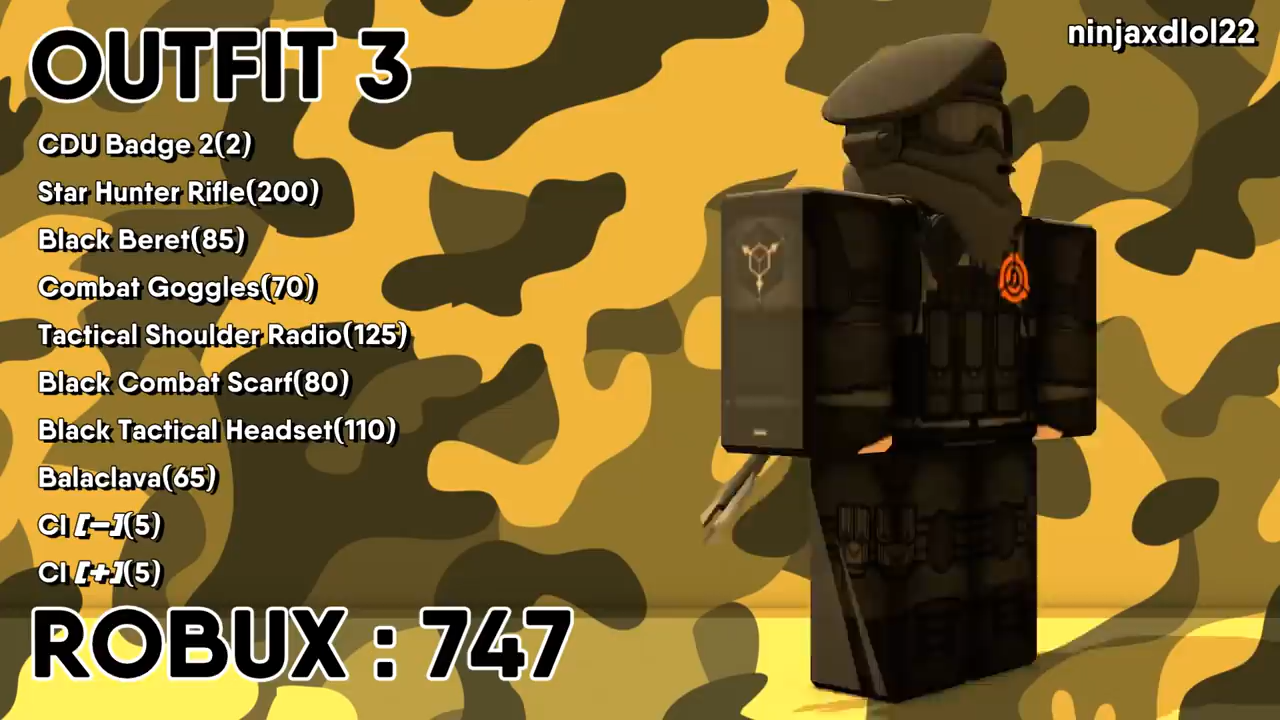 OUTFIT 3
ninjaxdlol22
CDU Badge 2(2)
Star Hunter Rifle(200)
Black Beret(85)
Combat Goggles(70)
Tactical Shoulder Radio(125)
Black Combat Scarf(80)
Black Tactical Headset(110)
Balaclava(65)
CI [−](5)
CI [+](5)
ROBUX : 747